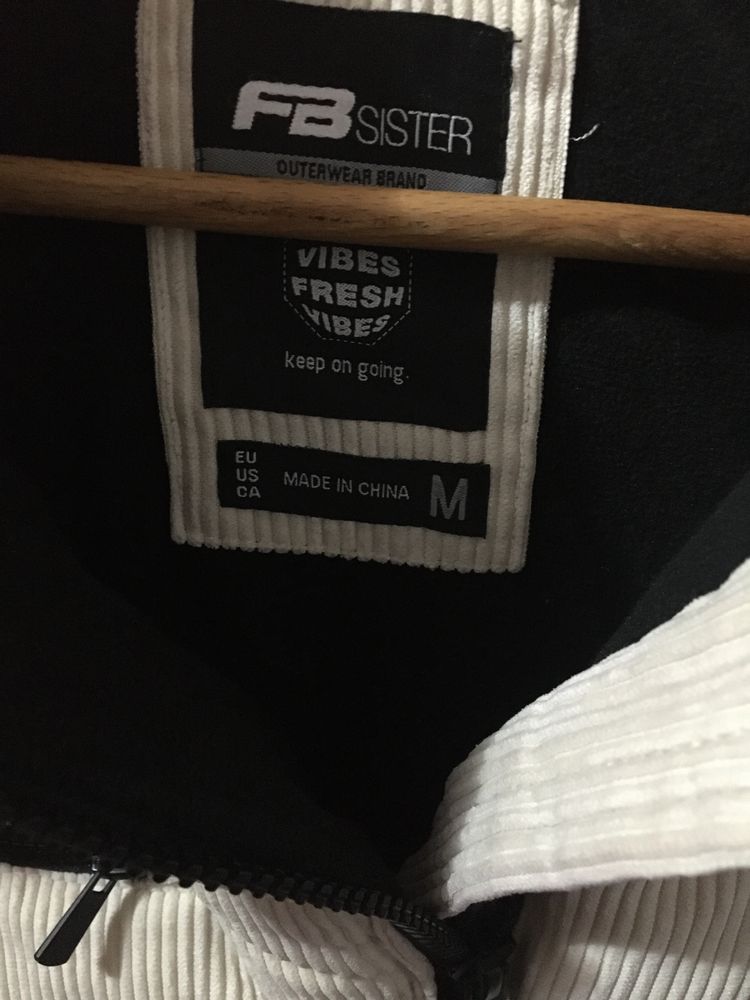 FB SISTER
OUTERWEAR BRAND
VIBES
FRESH
VIBES
keep on going.
EU
US
CA
MADE IN CHINA
M